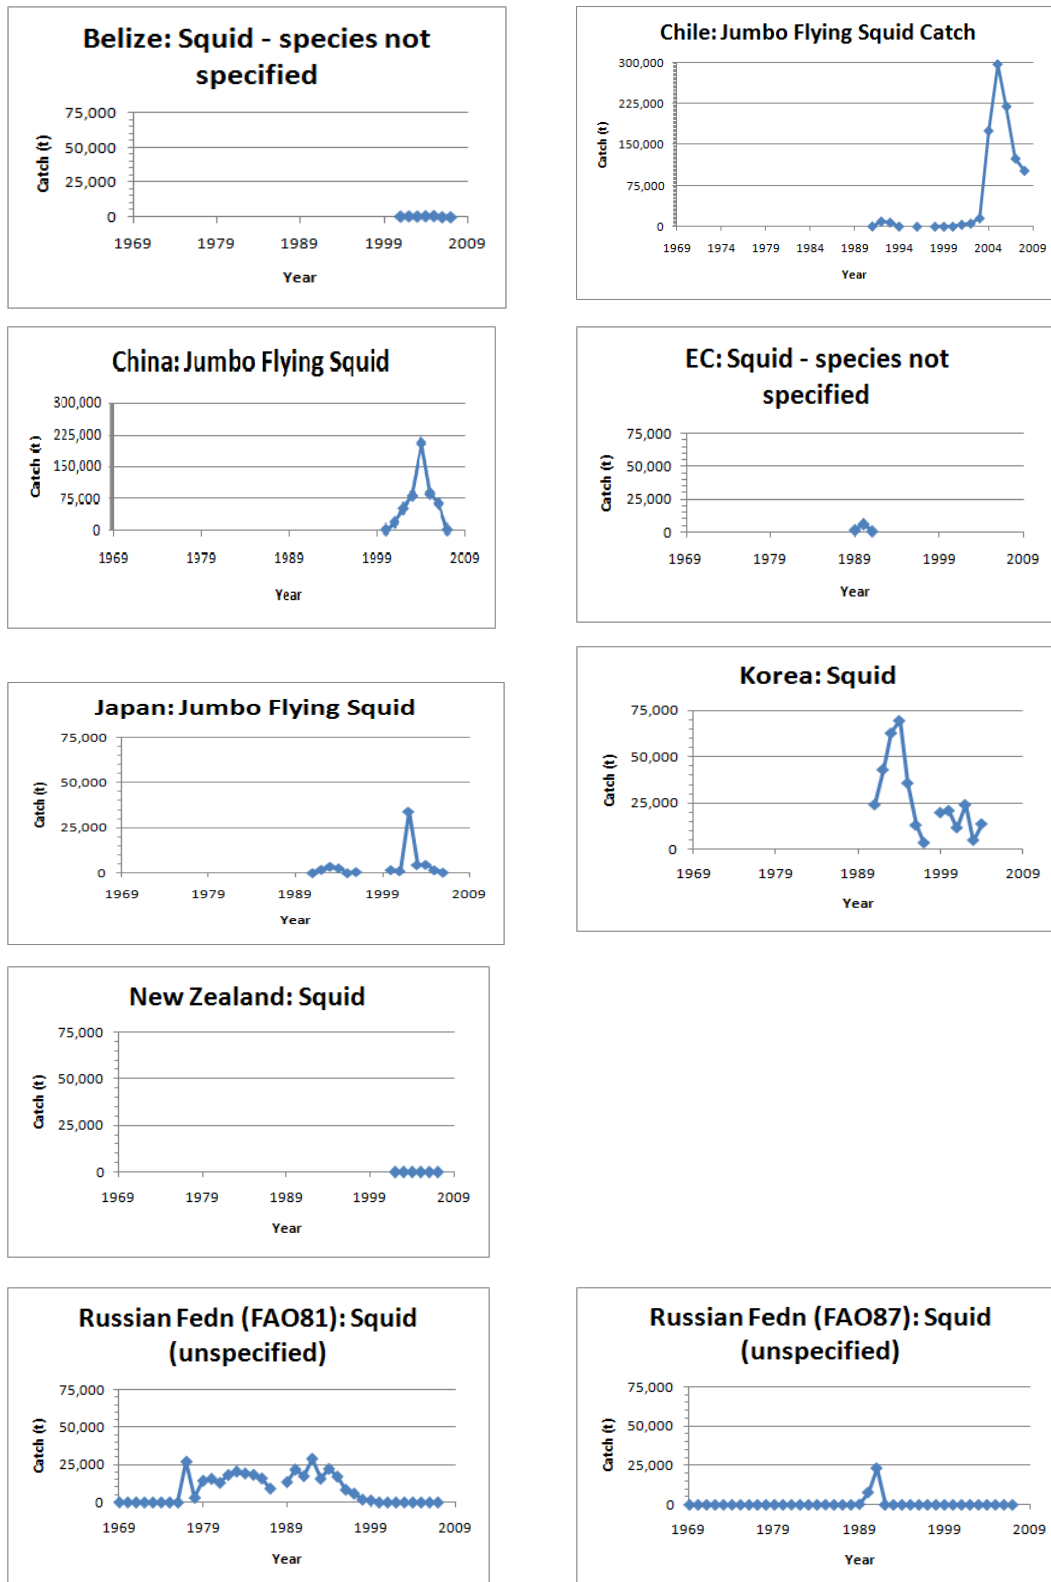 Belize: Squid - species not
specified
75,000
50,000
25,000
0
Catch (t)
1969 1979 1989 1999 2009
Year
Chile: Jumbo Flying Squid Catch
300,000
225,000
150,000
75,000
0
Catch (t)
1969 1974 1979 1984 1989 1994 1999 2004 2009
Year
China: Jumbo Flying Squid
300,000
225,000
150,000
75,000
0
Catch (t)
1969 1979 1989 1999 2009
Year
EC: Squid - species not
specified
75,000
50,000
25,000
0
Catch (t)
1969 1979 1989 1999 2009
Year
Japan: Jumbo Flying Squid
75,000
50,000
25,000
0
Catch (t)
1969 1979 1989 1999 2009
Year
Korea: Squid
75,000
50,000
25,000
0
Catch (t)
1969 1979 1989 1999 2009
Year
New Zealand: Squid
75,000
50,000
25,000
0
Catch (t)
1969 1979 1989 1999 2009
Year
Russian Fedn (FAO81): Squid
(unspecified)
75,000
50,000
25,000
0
Catch (t)
1969 1979 1989 1999 2009
Year
Russian Fedn (FAO87): Squid
(unspecified)
75,000
50,000
25,000
0
Catch (t)
1969 1979 1989 1999 2009
Year